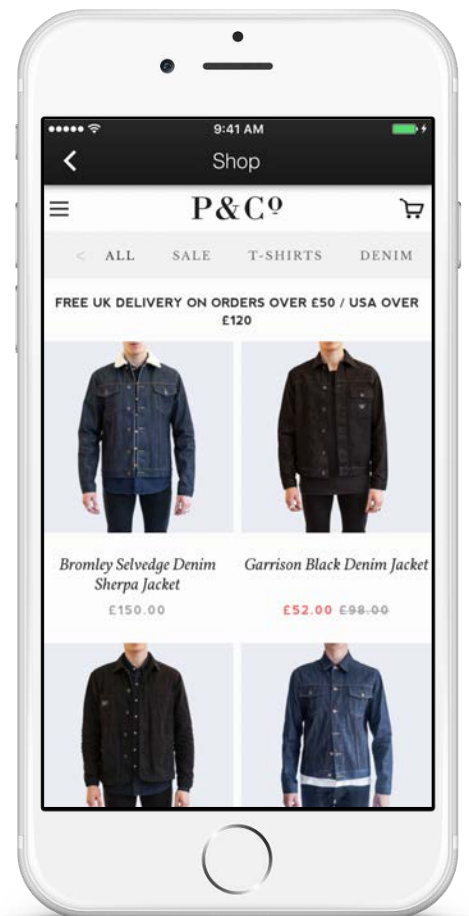 9:41 AM
Shop
P&Cº
< ALL SALE T-SHIRTS DENIM
FREE UK DELIVERY ON ORDERS OVER £50 / USA OVER
£120
Bromley Selvedge Denim
Sherpa Jacket
Garrison Black Denim Jacket
£150.00
£52.00 £98.00